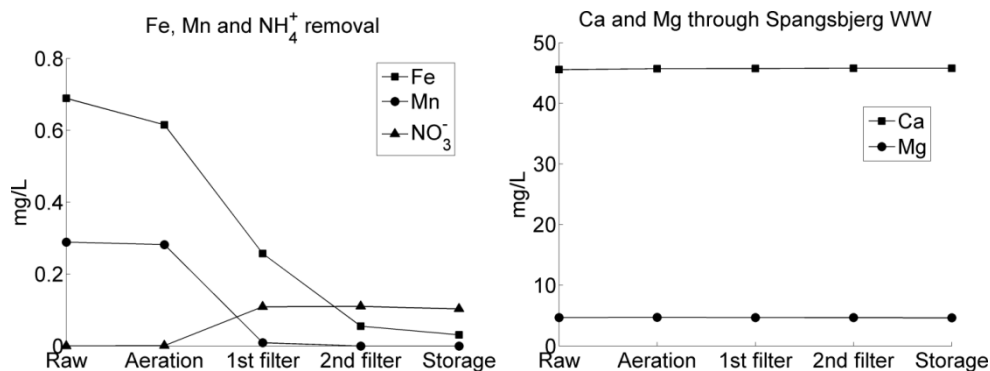 Fe, Mn and NH₄⁺ removal
mg/L
0.8
0.6
0.4
0.2
0
Fe
Mn
NO₃⁻
Raw Aeration 1st filter 2nd filter Storage
Ca and Mg through Spangsbjerg WW
mg/L
50
40
30
20
10
0
Ca
Mg
Raw Aeration 1st filter 2nd filter Storage